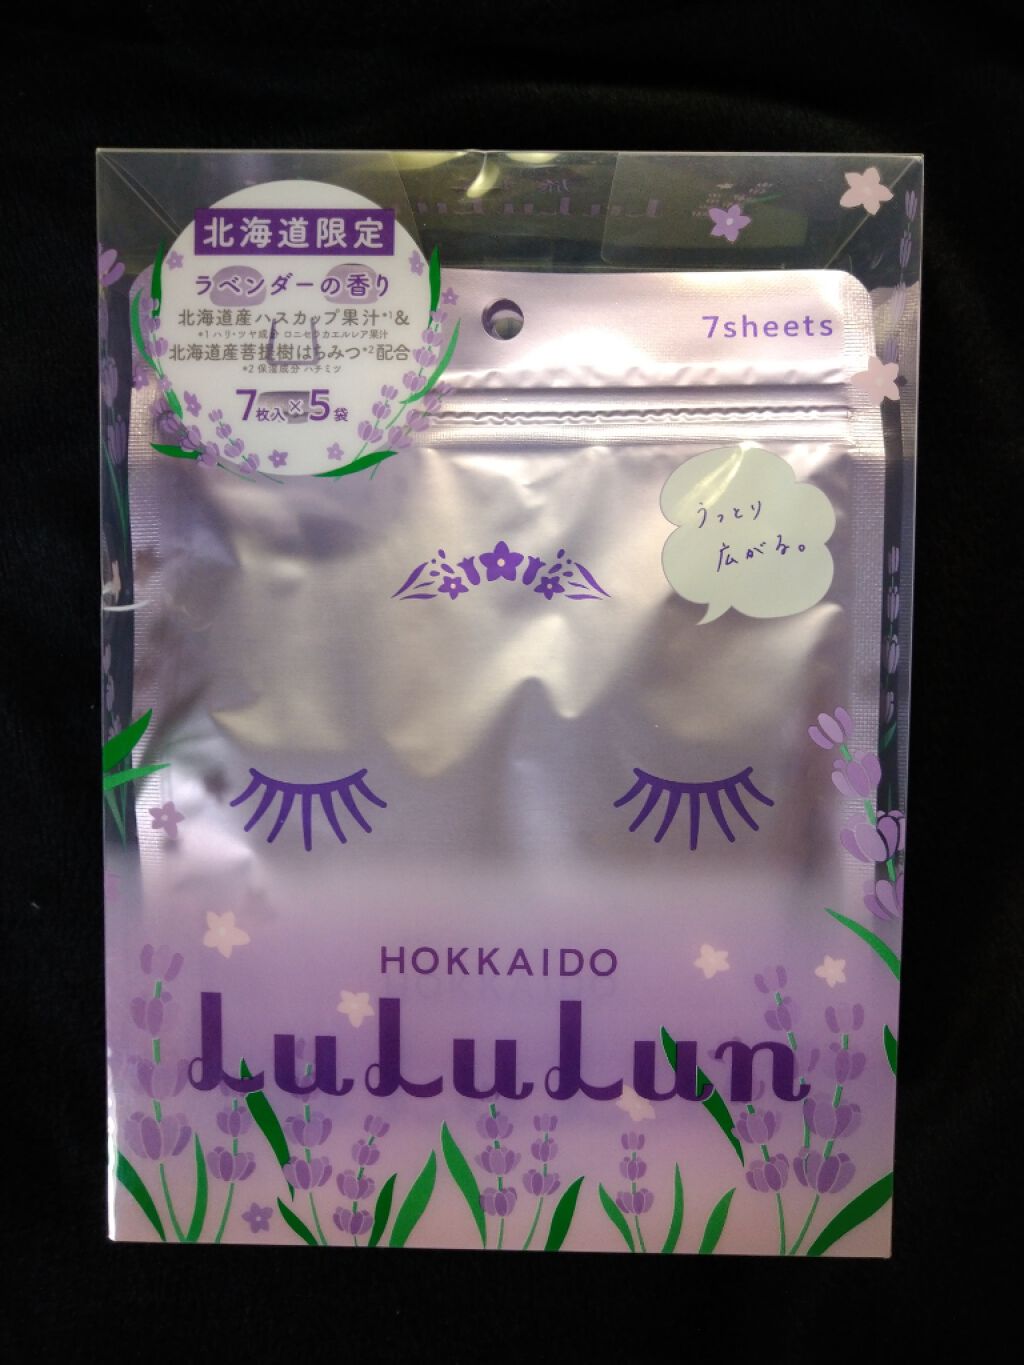 北海道限定
ラベンダーの香り
北海道産ハスカップ果汁*1&
*1 ハリ・ツヤ成分 ロニセラカエルレア果汁
北海道産菩提樹はちみつ*2配合
*2 保湿成分 ハチミツ
7枚入×5袋
7sheets
うっとり
広がる。
HOKKAIDO
LuLuLun